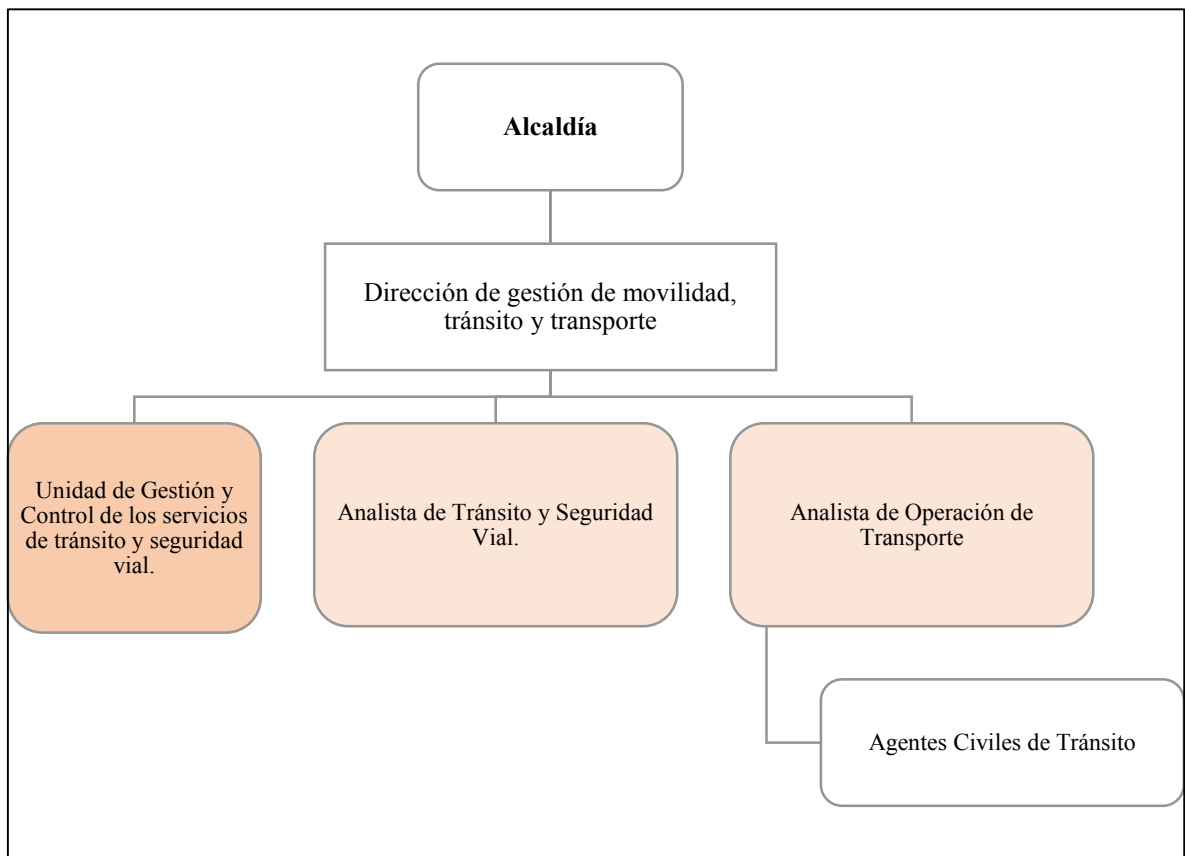 Alcaldía
Dirección de gestión de movilidad,
tránsito y transporte
Unidad de Gestión y
Control de los servicios
de tránsito y seguridad
vial.
Analista de Tránsito y Seguridad
Vial.
Analista de Operación de
Transporte
Agentes Civiles de Tránsito